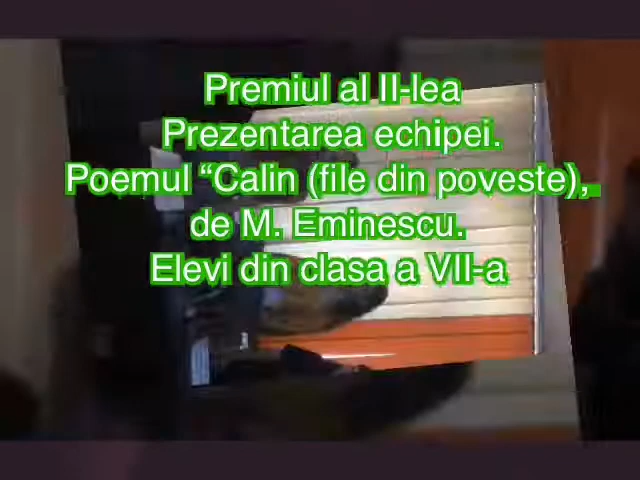 Premiul al II-lea
Prezentarea echipei.
Poemul “Calin (file din poveste),
de M. Eminescu.
Elevi din clasa a VII-a